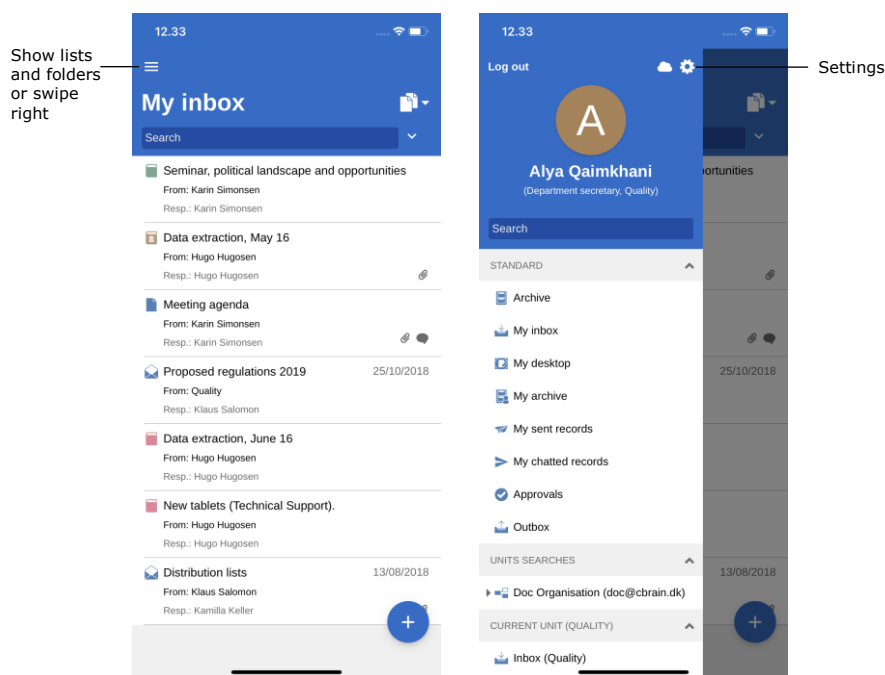 Show lists
and folders
or swipe
right
12.33
My inbox
Search
Seminar, political landscape and opportunities
From: Karin Simonsen
Resp.: Karin Simonsen
Data extraction, May 16
From: Hugo Hugosen
Resp.: Hugo Hugosen
Meeting agenda
From: Karin Simonsen
Resp.: Karin Simonsen
Proposed regulations 2019 25/10/2018
From: Quality
Resp.: Klaus Salomon
Data extraction, June 16
From: Hugo Hugosen
Resp.: Hugo Hugosen
New tablets (Technical Support).
From: Hugo Hugosen
Resp.: Hugo Hugosen
Distribution lists 13/08/2018
From: Klaus Salomon
Resp.: Kamilla Keller
+
12.33
Log out
A
Alya Qaimkhani
(Department secretary, Quality)
Search
STANDARD
Archive
My inbox
My desktop
My archive
My sent records
My chatted records
Approvals
Outbox
UNITS SEARCHES
Doc Organisation (doc@cbrain.dk)
CURRENT UNIT (QUALITY)
Inbox (Quality)
ortunities
25/10/2018
13/08/2018
+
Settings